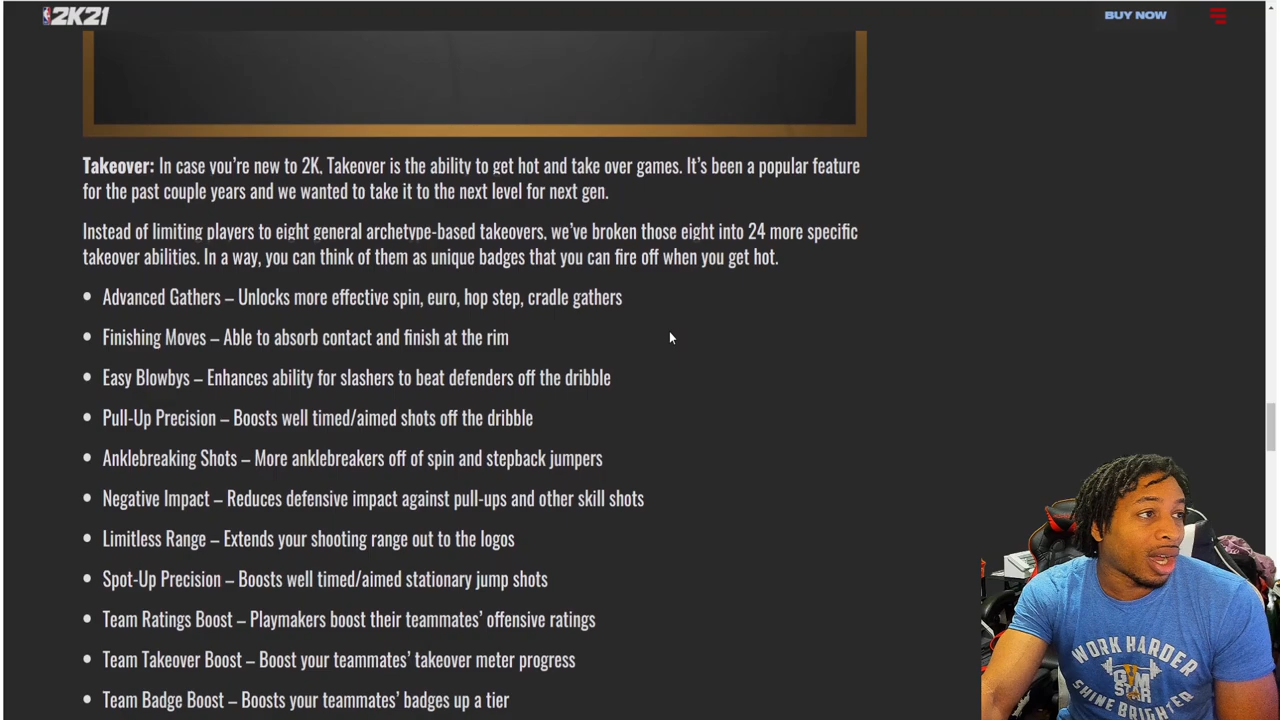 NBA 2K21
BUY NOW
Takeover: In case you're new to 2K, Takeover is the ability to get hot and take over games. It's been a popular feature
for the past couple years and we wanted to take it to the next level for next gen.
Instead of limiting players to eight general archetype-based takeovers, we've broken those eight into 24 more specific
takeover abilities. In a way, you can think of them as unique badges that you can fire off when you get hot.
• Advanced Gathers – Unlocks more effective spin, euro, hop step, cradle gathers
• Finishing Moves – Able to absorb contact and finish at the rim
• Easy Blowbys – Enhances ability for slashers to beat defenders off the dribble
• Pull-Up Precision – Boosts well timed/aimed shots off the dribble
• Anklebreaking Shots – More anklebreakers off of spin and stepback jumpers
• Negative Impact – Reduces defensive impact against pull-ups and other skill shots
• Limitless Range – Extends your shooting range out to the logos
• Spot-Up Precision – Boosts well timed/aimed stationary jump shots
• Team Ratings Boost – Playmakers boost their teammates' offensive ratings
• Team Takeover Boost – Boost your teammates' takeover meter progress
• Team Badge Boost – Boosts your teammates' badges up a tier
WORK HARDER
GYM
STAR
SHINE BRIGHTER